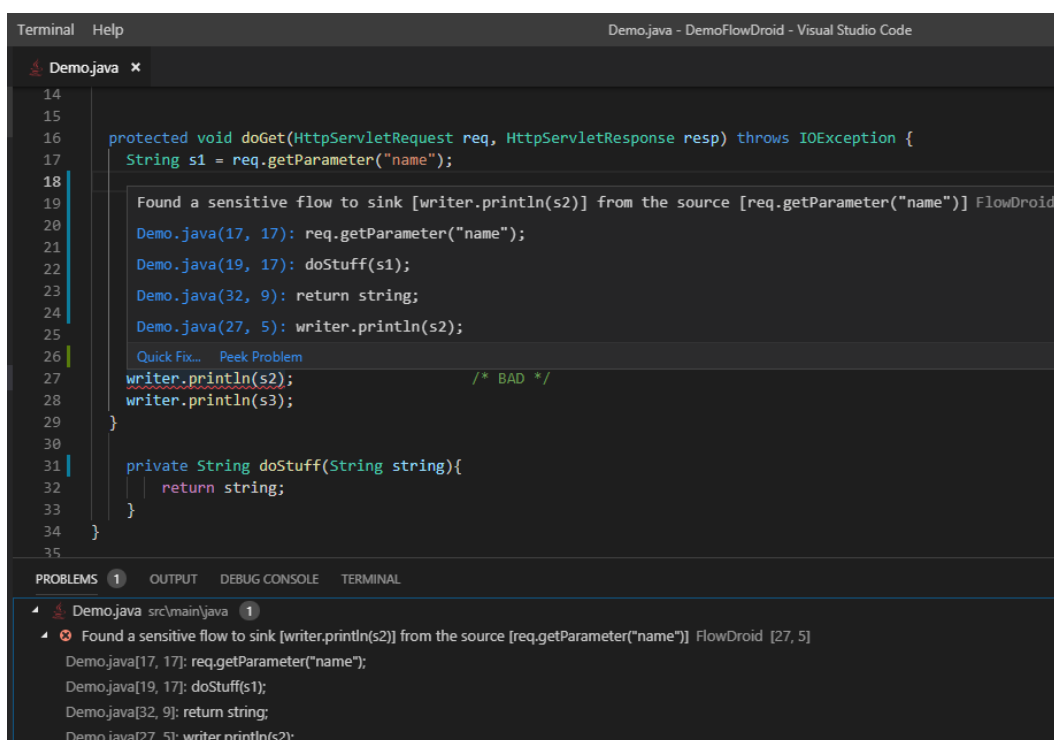 Terminal Help Demo.java - DemoFlowDroid - Visual Studio Code
Demo.java ×
14
15
16 protected void doGet(HttpServletRequest req, HttpServletResponse resp) throws IOException {
17 String s1 = req.getParameter("name");
18
19 Found a sensitive flow to sink [writer.println(s2)] from the source [req.getParameter("name")] FlowDroid
20 Demo.java(17, 17): req.getParameter("name");
21
22 Demo.java(19, 17): doStuff(s1);
23 Demo.java(32, 9): return string;
24
25 Demo.java(27, 5): writer.println(s2);
26 Quick Fix... Peek Problem
27 writer.println(s2); /* BAD */
28 writer.println(s3);
29 }
30
31 private String doStuff(String string){
32 return string;
33 }
34 }
35
PROBLEMS 1 OUTPUT DEBUG CONSOLE TERMINAL
Demo.java src\main\java 1
Found a sensitive flow to sink [writer.println(s2)] from the source [req.getParameter("name")] FlowDroid [27, 5]
Demo.java[17, 17]: req.getParameter("name");
Demo.java[19, 17]: doStuff(s1);
Demo.java[32, 9]: return string;
Demo.java[27, 5]: writer.println(s2);